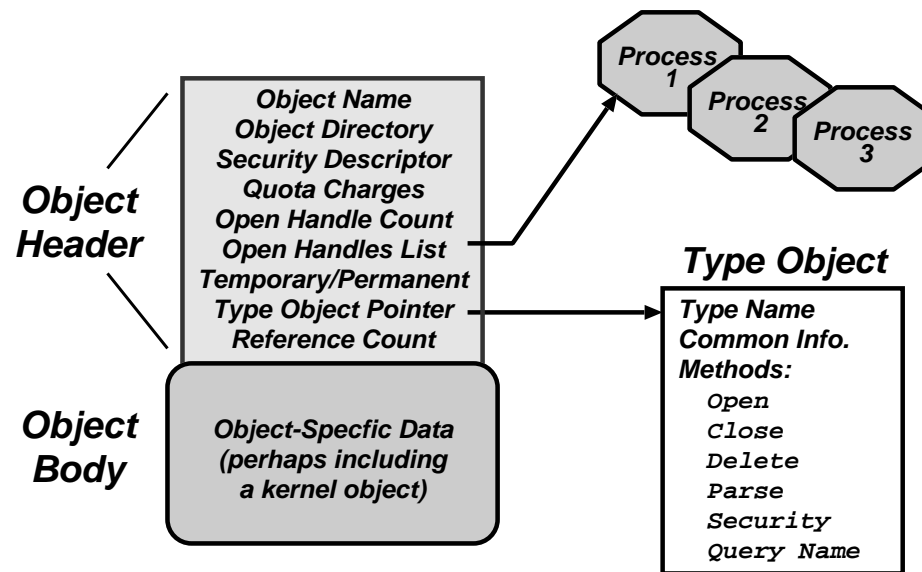 Object
Header
Object Name
Object Directory
Security Descriptor
Quota Charges
Open Handle Count
Open Handles List
Temporary/Permanent
Type Object Pointer
Reference Count
Object
Body
Object-Specfic Data
(perhaps including
a kernel object)
Process
1
Process
2
Process
3
Type Object
Type Name
Common Info.
Methods:
Open
Close
Delete
Parse
Security
Query Name